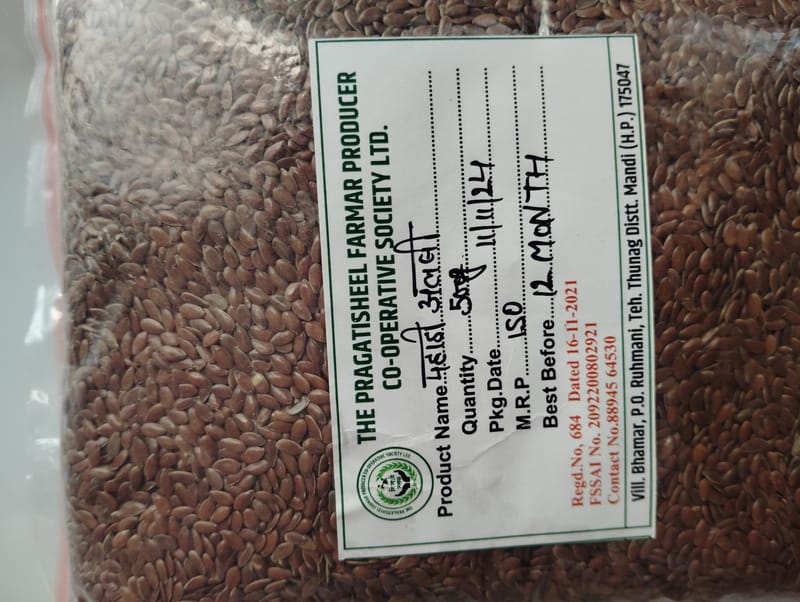 THE PRAGATISHEEL FARMAR PRODUCER
CO-OPERATIVE SOCIETY LTD.
Product Name पहाडी अलसी
Quantity
Pkg.Date 11/11/24
M.R.P 150
Best Before 12 MONTH
Regd.No, 684 Dated 16-11-2021
FSSAI No. 2092200802921
Contact No.88945 64530
Vill. Bhamar, P.O. Ruhmani, Teh. Thunag Distt. Mandi (H.P.) 175047